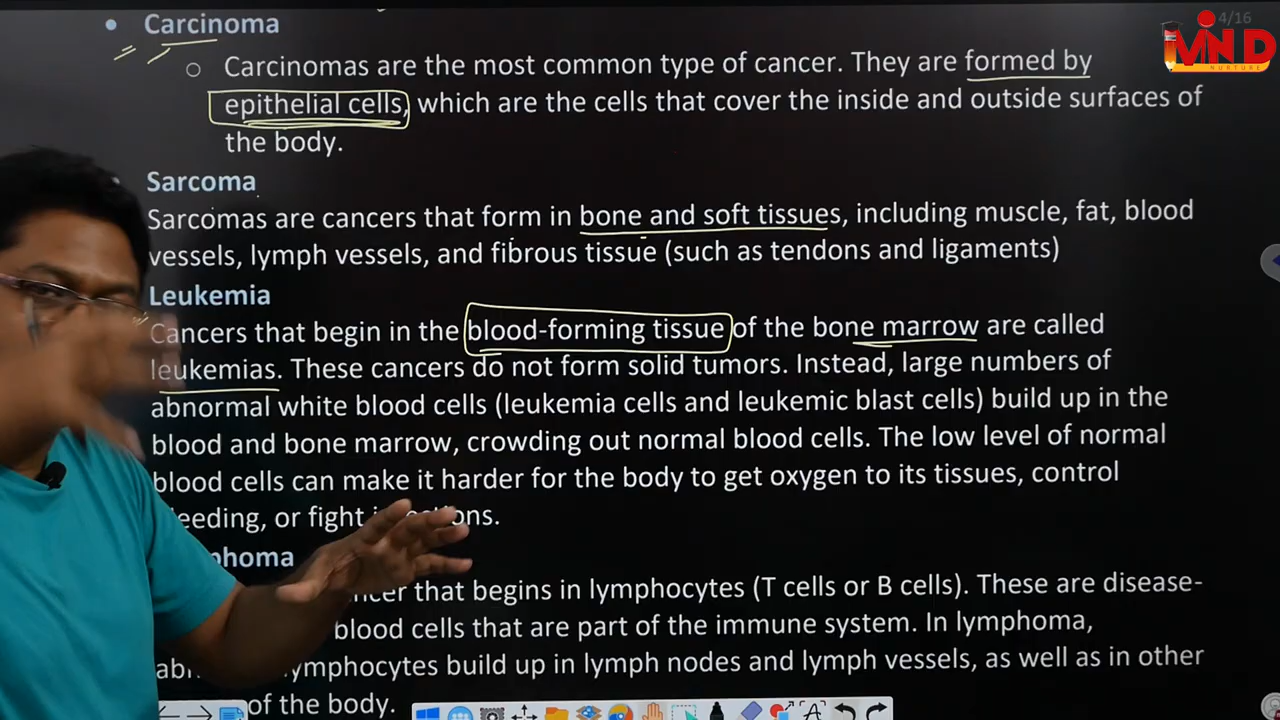 4/16
MIND
NURTURE
• Carcinoma
○ Carcinomas are the most common type of cancer. They are formed by
epithelial cells, which are the cells that cover the inside and outside surfaces of
the body.
Sarcoma
Sarcomas are cancers that form in bone and soft tissues, including muscle, fat, blood
vessels, lymph vessels, and fibrous tissue (such as tendons and ligaments)
Leukemia
Cancers that begin in the blood-forming tissue of the bone marrow are called
leukemias. These cancers do not form solid tumors. Instead, large numbers of
abnormal white blood cells (leukemia cells and leukemic blast cells) build up in the
blood and bone marrow, crowding out normal blood cells. The low level of normal
blood cells can make it harder for the body to get oxygen to its tissues, control
eeding, or fight ons.
phoma
ncer that begins in lymphocytes (T cells or B cells). These are disease-
blood cells that are part of the immune system. In lymphoma,
ab ymphocytes build up in lymph nodes and lymph vessels, as well as in other
of the body.